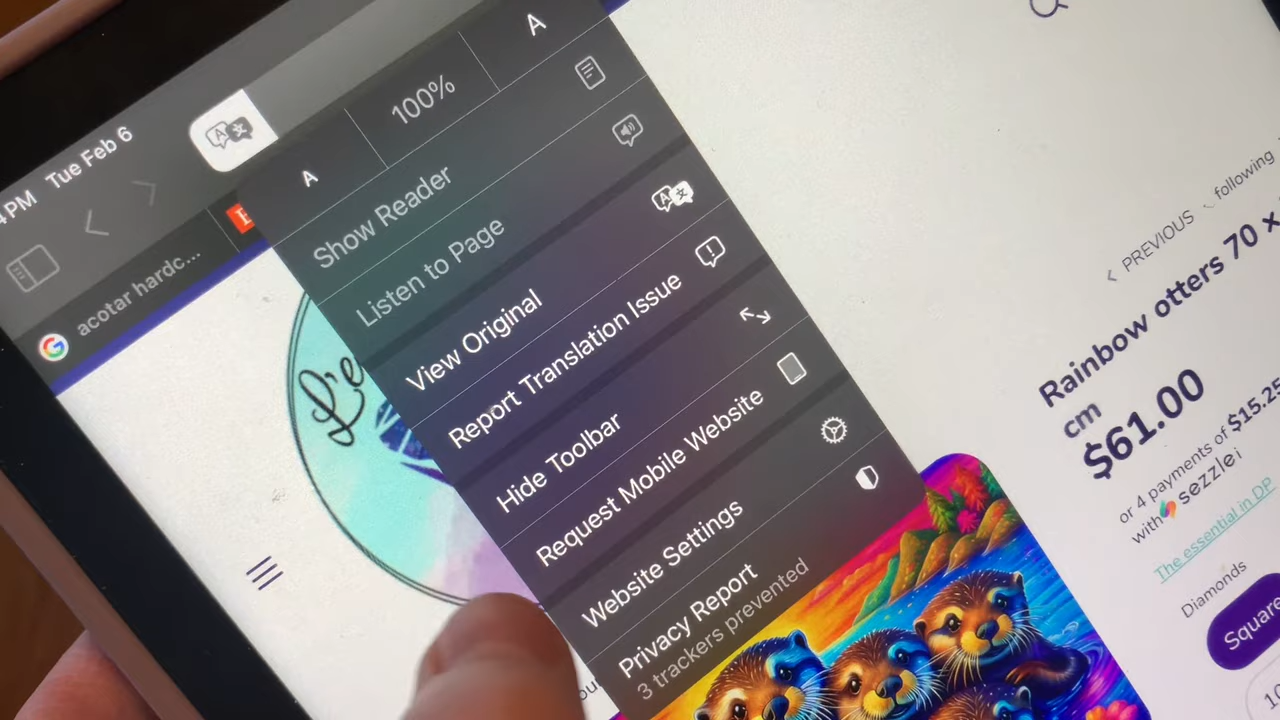 4 PM Tue Feb 6
A 100% A
acotar hardc...
Show Reader
Listen to Page
View Original
Report Translation Issue
Hide Toolbar
Request Mobile Website
Website Settings
Privacy Report
3 trackers prevented
PREVIOUS
following
Rainbow otters 70 x
cm
$61.00
or 4 payments of $15.25
with sezzle i
The essential in DP
Diamonds
Square